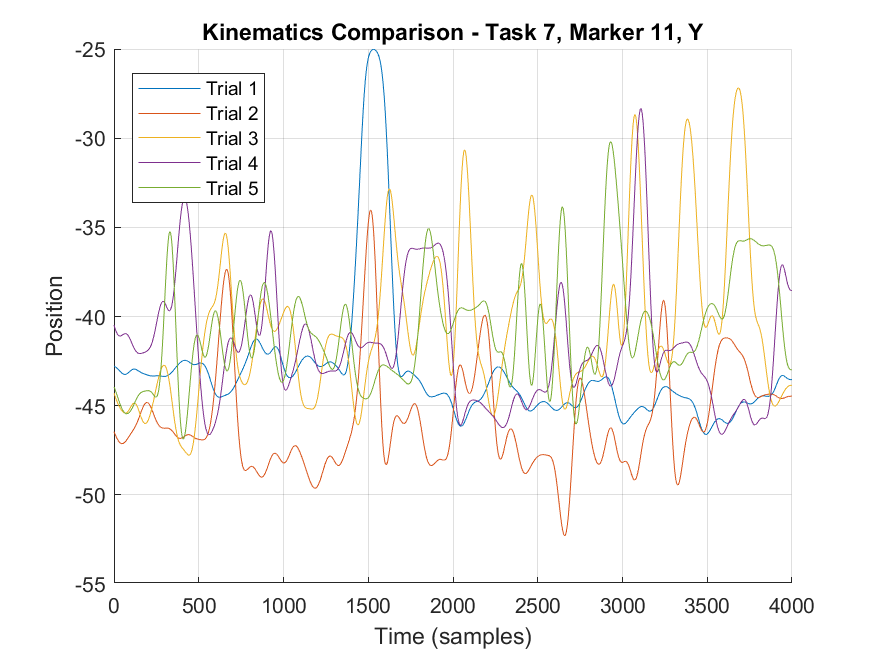 Kinematics Comparison - Task 7, Marker 11, Y
-25
-30
-35
-40
-45
-50
-55
Position
Trial 1
Trial 2
Trial 3
Trial 4
Trial 5
0 500 1000 1500 2000 2500 3000 3500 4000
Time (samples)